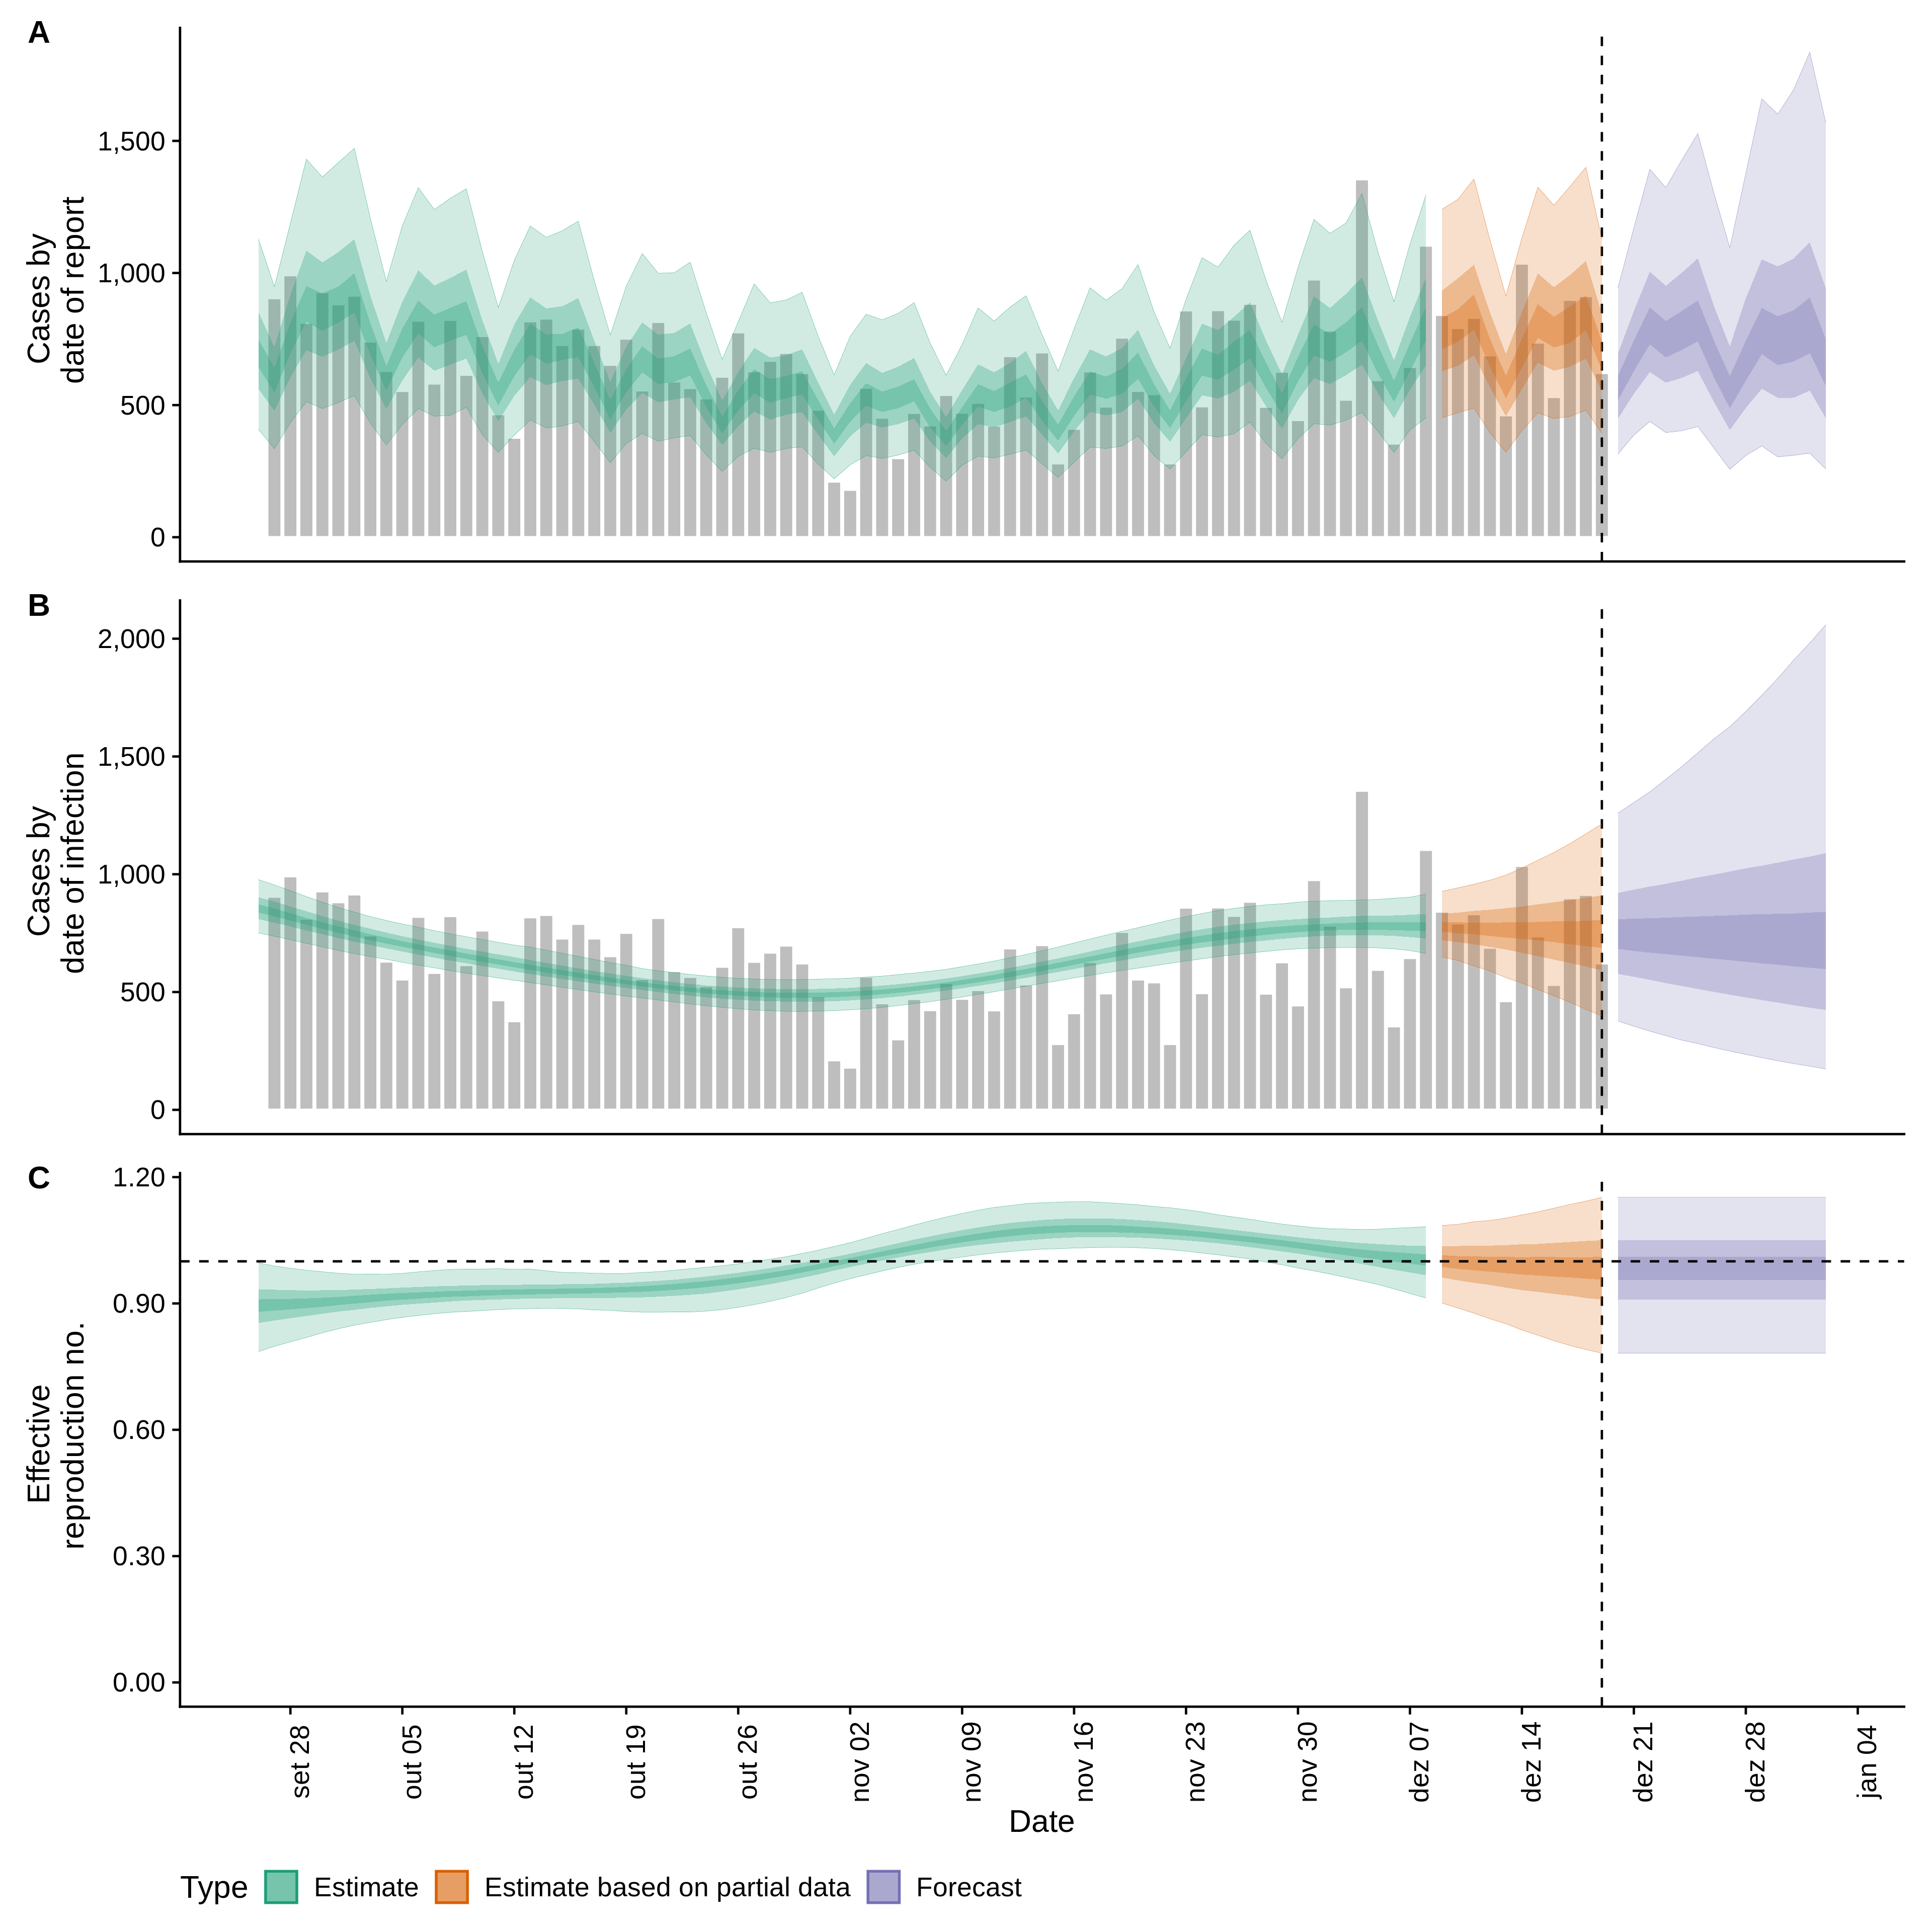 A
Cases by
date of report
1,500
1,000
500
0
B
Cases by
date of infection
2,000
1,500
1,000
500
0
C
Effective
reproduction no.
1.20
0.90
0.60
0.30
0.00
set 28
out 05
out 12
out 19
out 26
nov 02
nov 09
nov 16
nov 23
nov 30
dez 07
dez 14
dez 21
dez 28
jan 04
Date
Type Estimate Estimate based on partial data Forecast